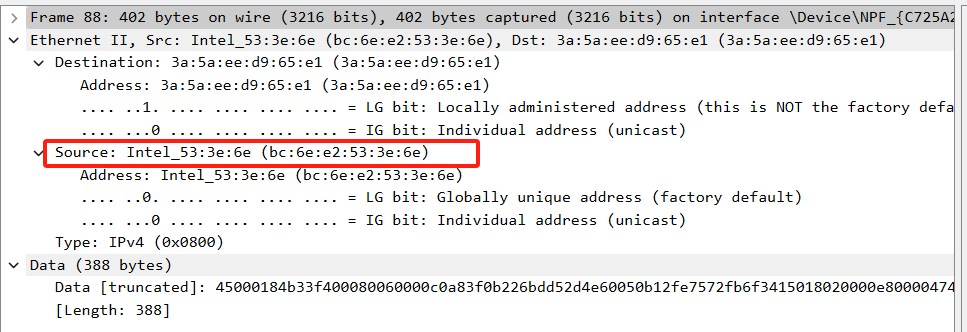 Frame 88: 402 bytes on wire (3216 bits), 402 bytes captured (3216 bits) on interface \Device\NPF_{C725A2
Ethernet II, Src: Intel_53:3e:6e (bc:6e:e2:53:3e:6e), Dst: 3a:5a:ee:d9:65:e1 (3a:5a:ee:d9:65:e1)
Destination: 3a:5a:ee:d9:65:e1 (3a:5a:ee:d9:65:e1)
Address: 3a:5a:ee:d9:65:e1 (3a:5a:ee:d9:65:e1)
.... ..1. .... .... .... .... = LG bit: Locally administered address (this is NOT the factory defa
.... ...0 .... .... .... .... = IG bit: Individual address (unicast)
Source: Intel_53:3e:6e (bc:6e:e2:53:3e:6e)
Address: Intel_53:3e:6e (bc:6e:e2:53:3e:6e)
.... ..0. .... .... .... .... = LG bit: Globally unique address (factory default)
.... ...0 .... .... .... .... = IG bit: Individual address (unicast)
Type: IPv4 (0x0800)
Data (388 bytes)
Data [truncated]: 45000184b33f400080060000c0a83f0b226bdd52d4e60050b12fe7572fb6f3415018020000e80000474
[Length: 388]